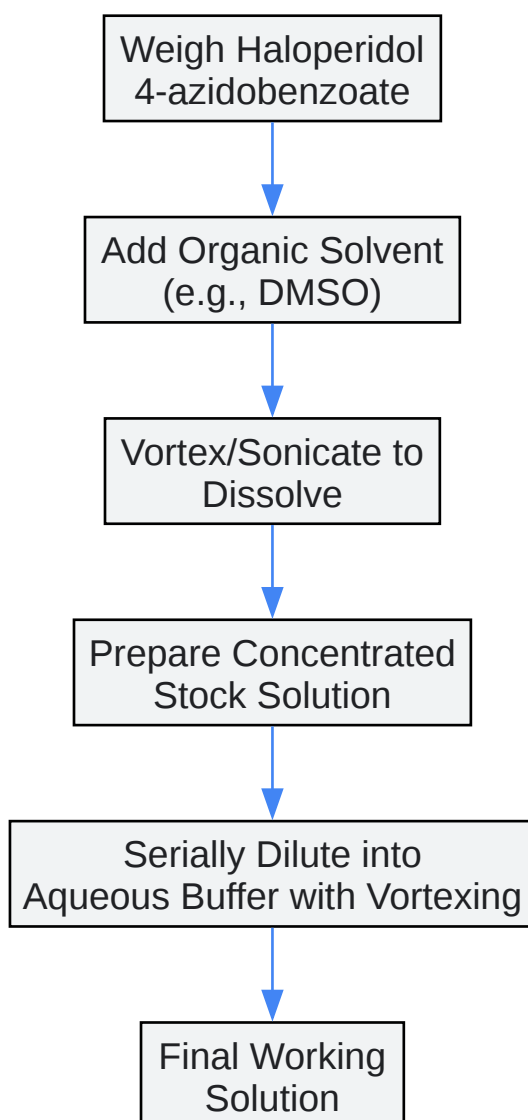 Weigh Haloperidol
4-azidobenzoate
Add Organic Solvent
(e.g., DMSO)
Vortex/Sonicate to
Dissolve
Prepare Concentrated
Stock Solution
Serially Dilute into
Aqueous Buffer with Vortexing
Final Working
Solution